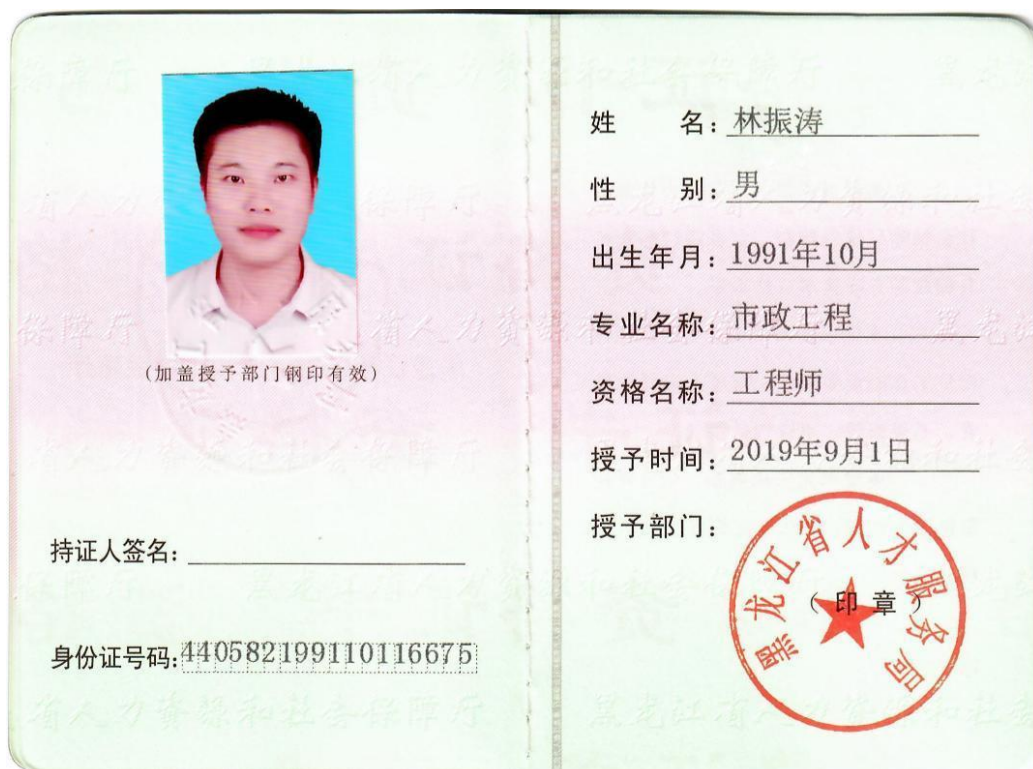 (加盖授予部门钢印有效)
持证人签名:
身份证号码:440582199110116675
姓 名:林振涛
性 别:男
出生年月:1991年10月
专业名称:市政工程
资格名称:工程师
授予时间:2019年9月1日
授予部门:
黑龙江省人才服务局
(印章)